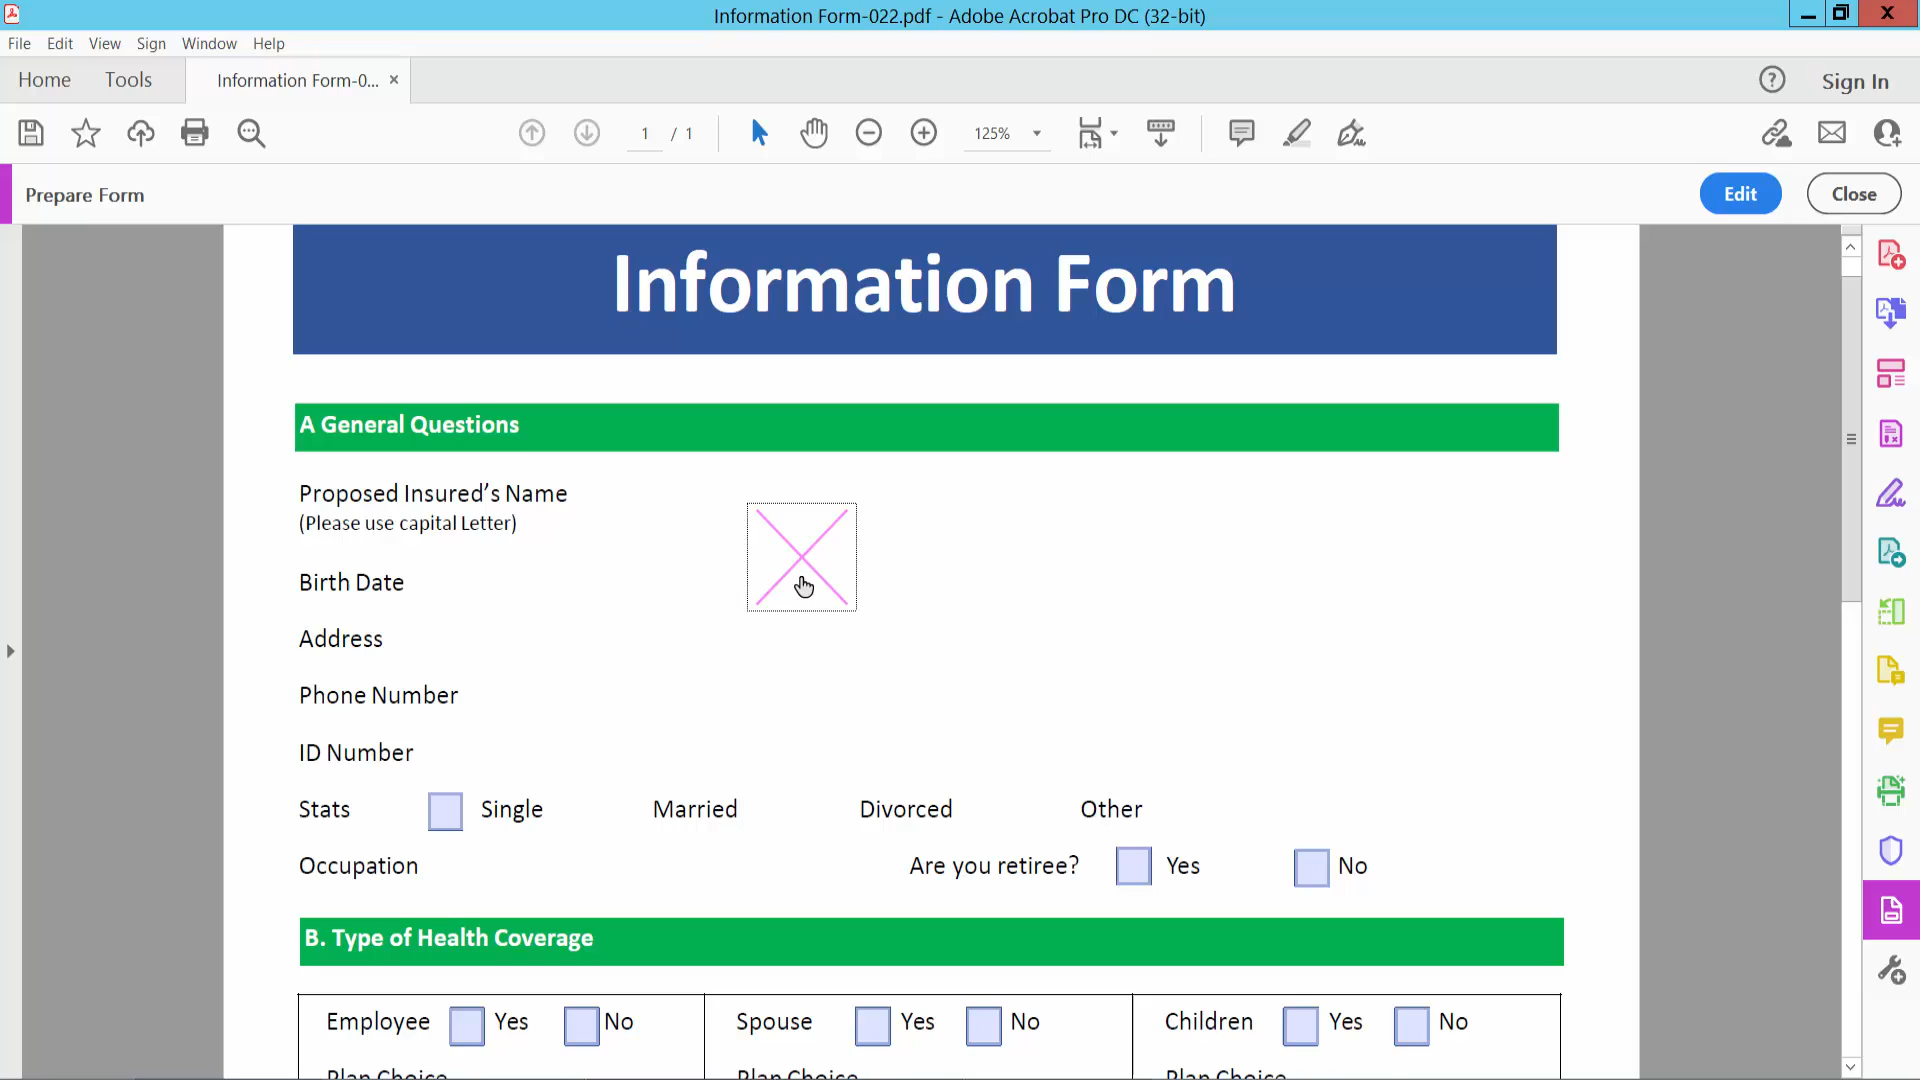 Information Form-022.pdf - Adobe Acrobat Pro DC (32-bit)
File Edit View Sign Window Help
Home Tools Information Form-0... × Sign In
1 / 1 125%
Prepare Form Edit Close
Information Form
A General Questions
Proposed Insured’s Name
(Please use capital Letter)
Birth Date
Address
Phone Number
ID Number
Stats Single Married Divorced Other
Occupation Are you retiree? Yes No
B. Type of Health Coverage
Employee Yes No Spouse Yes No Children Yes No
Plan Choice Plan Choice Plan Choice